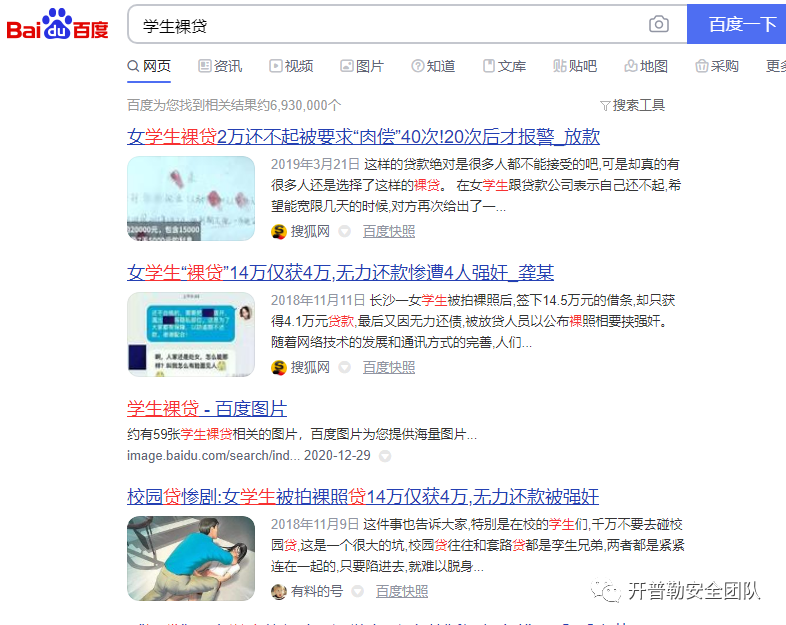 Bai du 百度
学生裸贷
百度一下
网页 资讯 视频 图片 知道 文库 贴吧 地图 采购 更多
百度为您找到相关结果约6,930,000个
搜索工具
女学生裸贷2万还不起被要求“肉偿”40次!20次后才报警_放款
2019年3月21日 这样的贷款绝对是很多人都不能接受的吧,可是却真的有
很多人还是选择了这样的裸贷。 在女学生跟贷款公司表示自己还不起,希
望能宽限几天的时候,对方再次给出了一...
320000元，包含15000
搜狐网 百度快照
女学生“裸贷”14万仅获4万,无力还款惨遭4人强奸_龚某
2018年11月11日 长沙一女学生被拍裸照后,签下14.5万元的借条,却只获
得4.1万元贷款,最后又因无力还债,被放贷人员以公布裸照相要挟强奸。
随着网络技术的发展和通讯方式的完善,人们...
搜狐网 百度快照
学生裸贷 - 百度图片
约有59张学生裸贷相关的图片，百度图片为您提供海量图片...
image.baidu.com/search/ind... 2020-12-29
校园贷惨剧:女学生被拍裸照贷14万仅获4万,无力还款被强奸
2018年11月9日 这件事也告诉大家,特别是在校的学生们,千万不要去碰校
园贷,这是一个很大的坑,校园贷往往和套路贷都是孪生兄弟,两者都是紧紧
连在一起的,只要陷进去,就难以脱身...
有料的号 百度快照
开普勒安全团队